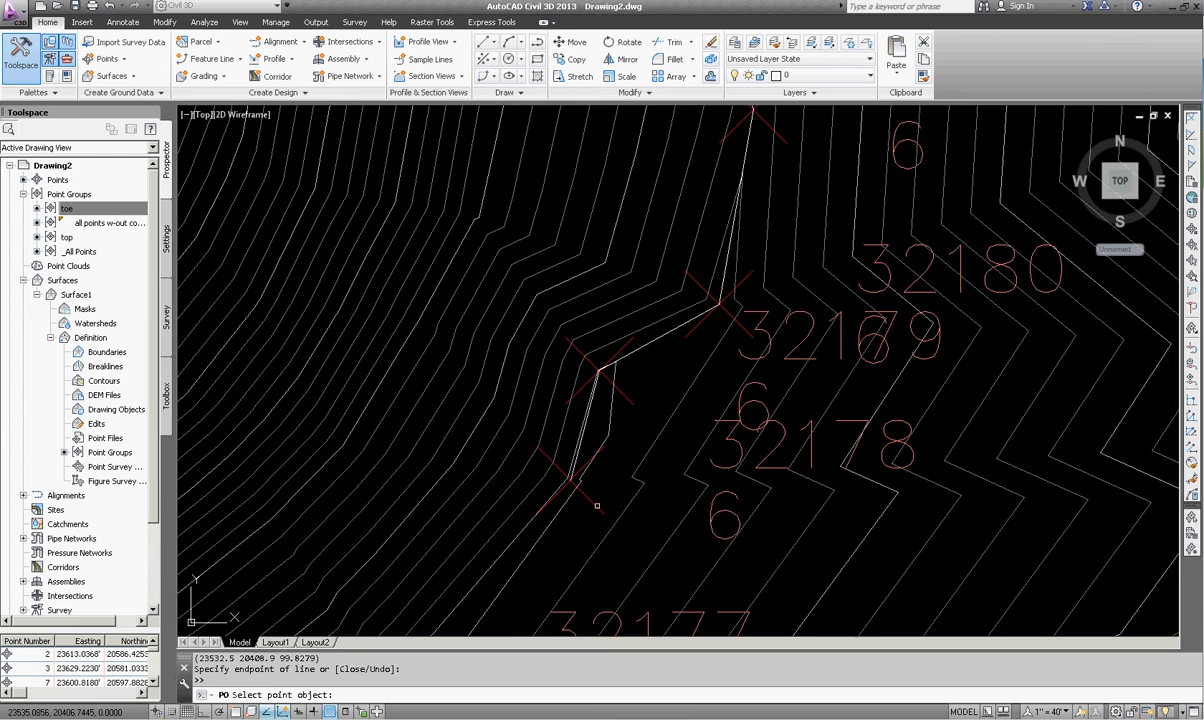 AutoCAD Civil 3D 2013 Drawing2.dwg
Civil 3D
Type a keyword or phrase
Sign In
C3D
Home Insert Annotate Modify Analyze View Manage Output Survey Raster Tools Express Tools
Toolspace
Import Survey Data
Points
Surfaces
Parcel
Feature Line
Grading
Alignment
Profile
Corridor
Intersections
Assembly
Pipe Network
Profile View
Sample Lines
Section Views
Move
Copy
Stretch
Rotate
Mirror
Scale
Trim
Fillet
Array
Unsaved Layer State
0
Paste
Palettes Create Ground Data Create Design Profile & Section Views Draw Modify Layers Clipboard
Toolspace
Active Drawing View
Drawing2
Points
Point Groups
toe
all points w-out co...
top
_All Points
Point Clouds
Surfaces
Surface1
Masks
Watersheds
Definition
Boundaries
Breaklines
Contours
DEM Files
Drawing Objects
Edits
Point Files
Point Groups
Point Survey ...
Figure Survey ...
Alignments
Sites
Catchments
Pipe Networks
Pressure Networks
Corridors
Assemblies
Intersections
Survey
Prospector
Settings
Survey
Toolbox
Point Number Easting Northing
2 23613.0368' 20586.4253
3 23629.2230' 20581.0333
7 23600.8180' 20597.8828
[−][Top][2D Wireframe]
N
W TOP E
S
Unnamed
6
32180
32179
6
6
32178
6
32177
Y
X
Model Layout1 Layout2
(23532.5 20408.9 99.8279)
Specify endpoint of line or [Close/Undo]:
>>
PO Select point object:
23535.0856, 20406.7445, 0.0000
MODEL
1" = 40'